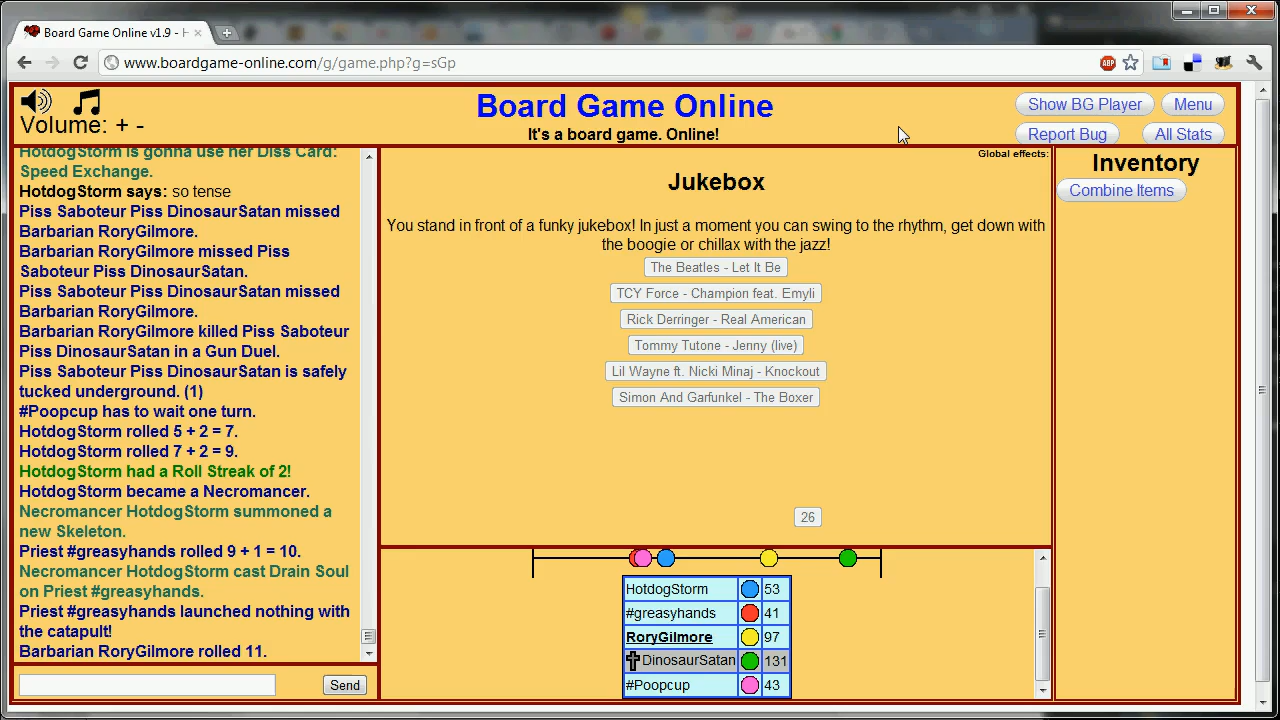 Board Game Online v1.9 - H
www.boardgame-online.com/g/game.php?g=sGp
ABP
Volume: + -
Board Game Online
It's a board game. Online!
Show BG Player
Menu
Report Bug
All Stats
HotdogStorm is gonna use her Diss Card:
Speed Exchange.
HotdogStorm says: so tense
Piss Saboteur Piss DinosaurSatan missed
Barbarian RoryGilmore.
Barbarian RoryGilmore missed Piss
Saboteur Piss DinosaurSatan.
Piss Saboteur Piss DinosaurSatan missed
Barbarian RoryGilmore.
Barbarian RoryGilmore killed Piss Saboteur
Piss DinosaurSatan in a Gun Duel.
Piss Saboteur Piss DinosaurSatan is safely
tucked underground. (1)
#Poopcup has to wait one turn.
HotdogStorm rolled 5 + 2 = 7.
HotdogStorm rolled 7 + 2 = 9.
HotdogStorm had a Roll Streak of 2!
HotdogStorm became a Necromancer.
Necromancer HotdogStorm summoned a
new Skeleton.
Priest #greasyhands rolled 9 + 1 = 10.
Necromancer HotdogStorm cast Drain Soul
on Priest #greasyhands.
Priest #greasyhands launched nothing with
the catapult!
Barbarian RoryGilmore rolled 11.
Send
Global effects:
Jukebox
You stand in front of a funky jukebox! In just a moment you can swing to the rhythm, get down with
the boogie or chillax with the jazz!
The Beatles - Let It Be
TCY Force - Champion feat. Emyli
Rick Derringer - Real American
Tommy Tutone - Jenny (live)
Lil Wayne ft. Nicki Minaj - Knockout
Simon And Garfunkel - The Boxer
26
HotdogStorm 53
#greasyhands 41
RoryGilmore 97
DinosaurSatan 131
#Poopcup 43
Inventory
Combine Items